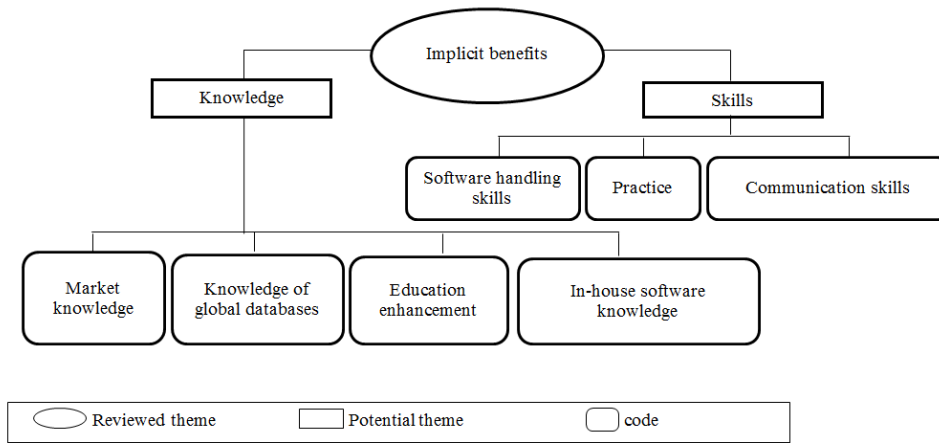 Implicit benefits
Knowledge
Skills
Software handling
skills
Practice
Communication skills
Market
knowledge
Knowledge of
global databases
Education
enhancement
In-house software
knowledge
Reviewed theme
Potential theme
code